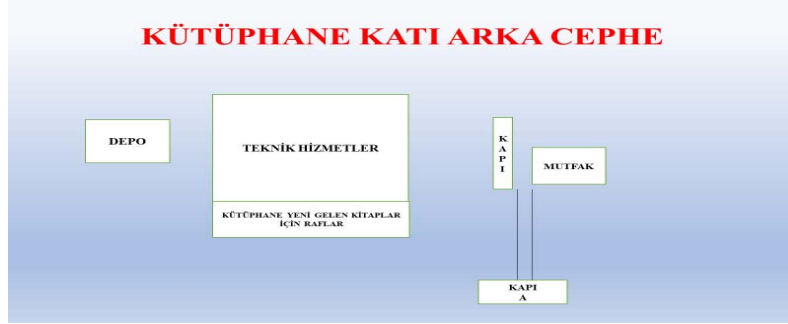 KÜTÜPHANE KATI ARKA CEPHE
DEPO
TEKNİK HİZMETLER
KÜTÜPHANE YENİ GELEN KİTAPLAR
İÇİN RAFLAR
K
A
P
I
MUTFAK
KAPI
A